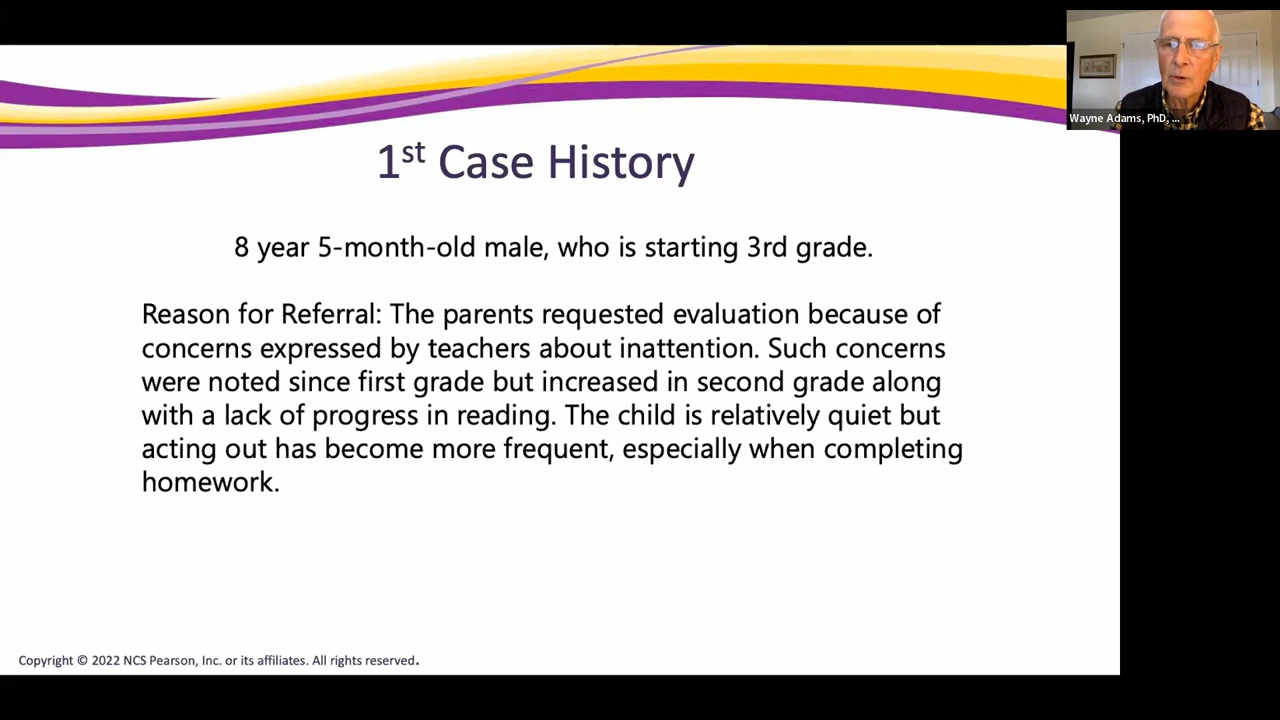 Wayne Adams, PhD, ...
1st Case History
8 year 5-month-old male, who is starting 3rd grade.
Reason for Referral: The parents requested evaluation because of
concerns expressed by teachers about inattention. Such concerns
were noted since first grade but increased in second grade along
with a lack of progress in reading. The child is relatively quiet but
acting out has become more frequent, especially when completing
homework.
Copyright © 2022 NCS Pearson, Inc. or its affiliates. All rights reserved.